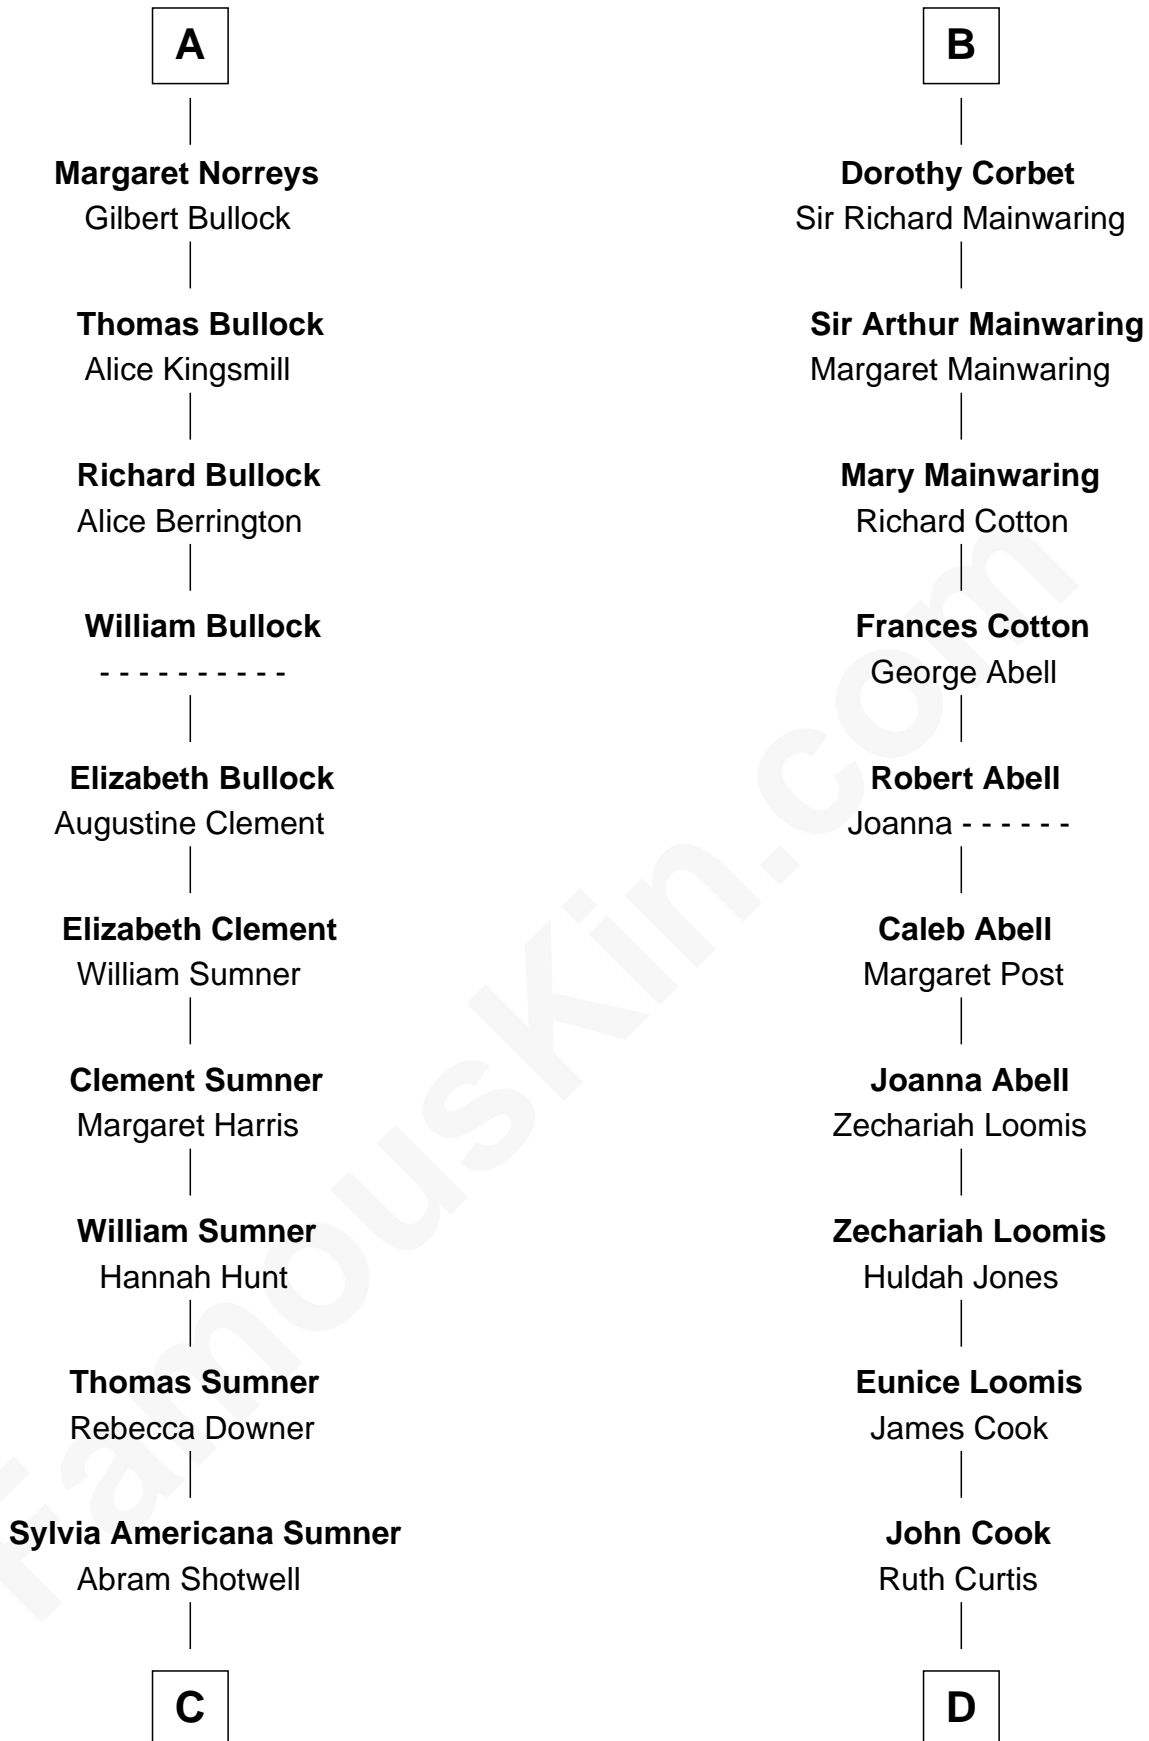 A
Margaret Norreys
Gilbert Bullock
Thomas Bullock
Alice Kingsmill
Richard Bullock
Alice Berrington
William Bullock
- - - - - - - - - -
Elizabeth Bullock
Augustine Clement
Elizabeth Clement
William Sumner
Clement Sumner
Margaret Harris
William Sumner
Hannah Hunt
Thomas Sumner
Rebecca Downer
Sylvia Americana Sumner
Abram Shotwell
C
B
Dorothy Corbet
Sir Richard Mainwaring
Sir Arthur Mainwaring
Margaret Mainwaring
Mary Mainwaring
Richard Cotton
Frances Cotton
George Abell
Robert Abell
Joanna - - - - - -
Caleb Abell
Margaret Post
Joanna Abell
Zechariah Loomis
Zechariah Loomis
Huldah Jones
Eunice Loomis
James Cook
John Cook
Ruth Curtis
D
FamousKin.com